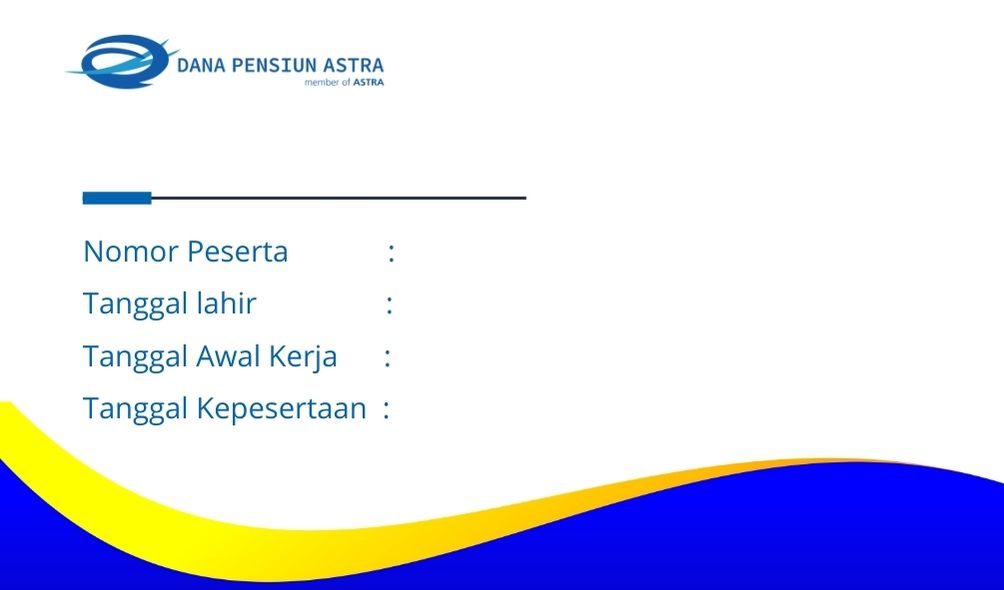 DANA PENSIUN ASTRA
member of ASTRA
Nomor Peserta :
Tanggal lahir :
Tanggal Awal Kerja :
Tanggal Kepesertaan :